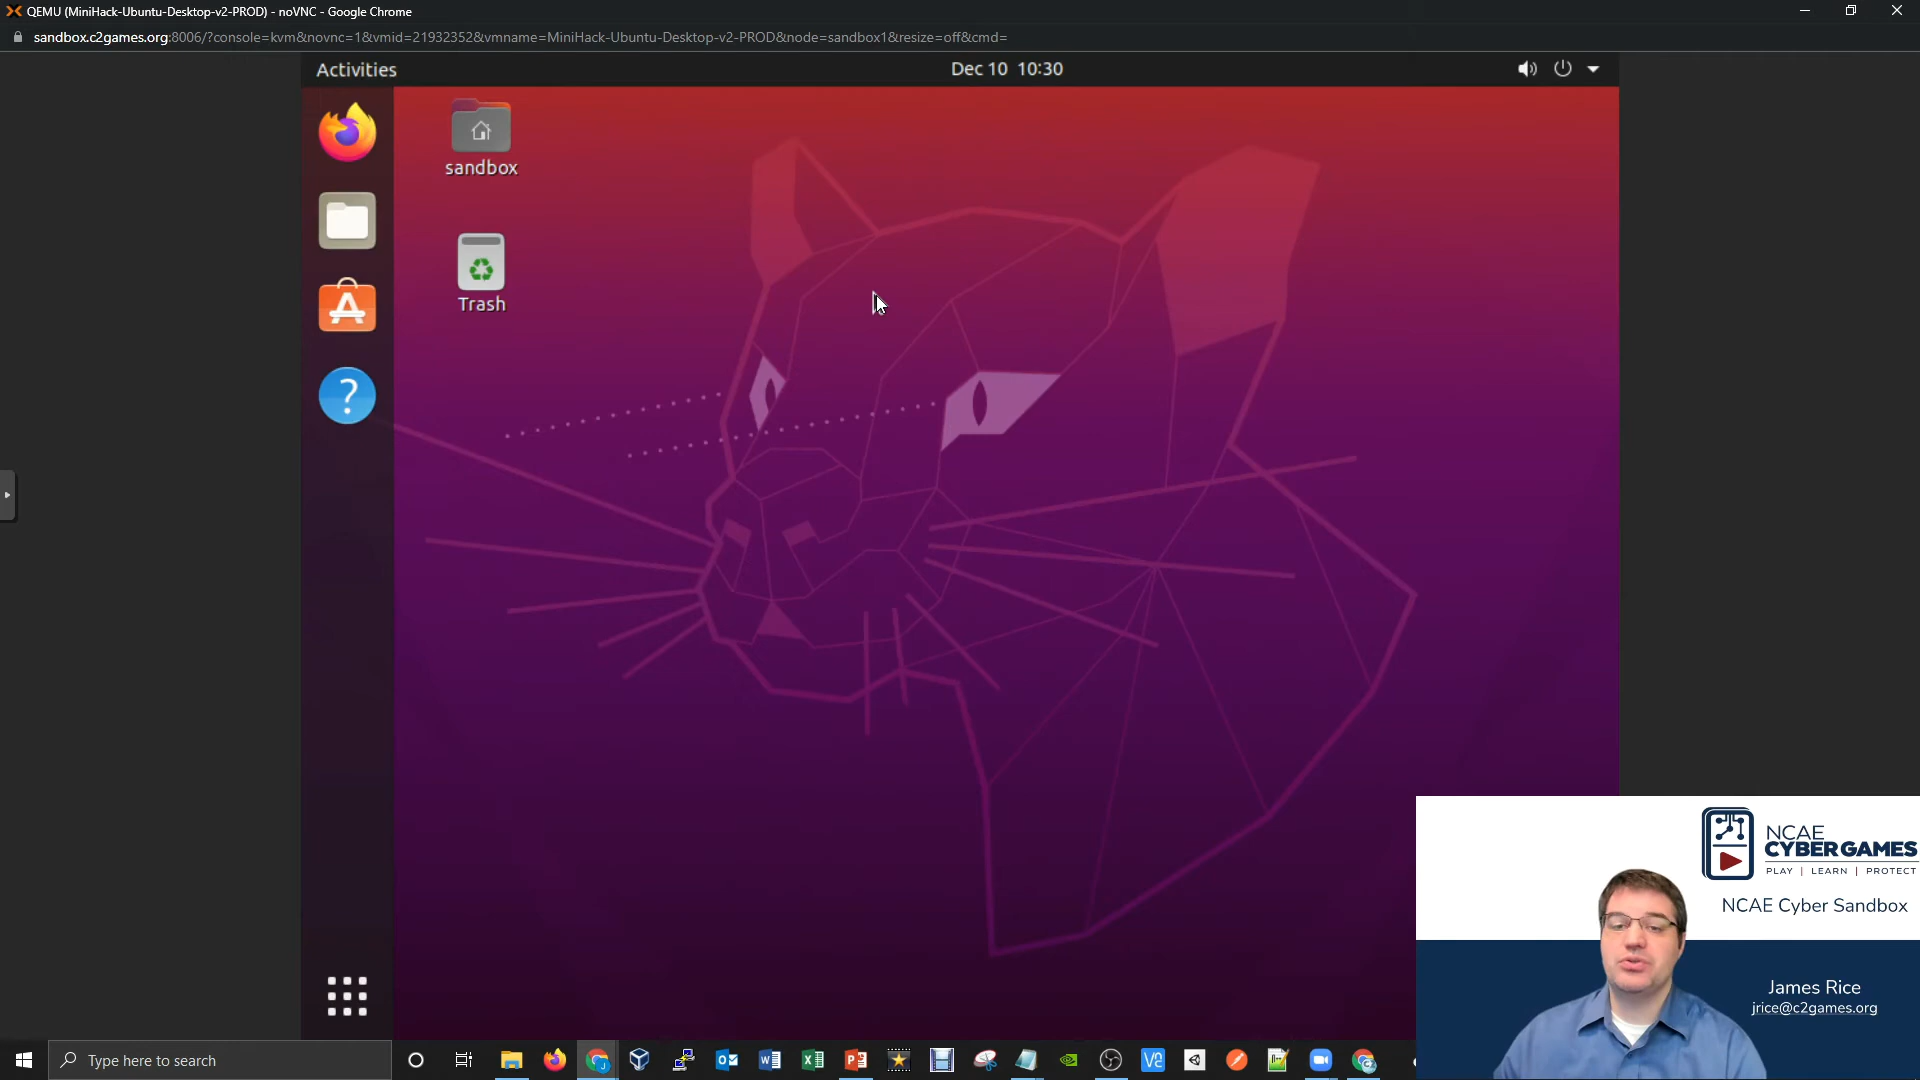 QEMU (MiniHack-Ubuntu-Desktop-v2-PROD) - noVNC - Google Chrome
sandbox.c2games.org:8006/?console=kvm&novnc=1&vmid=21932352&vmname=MiniHack-Ubuntu-Desktop-v2-PROD&node=sandbox1&resize=off&cmd=
Activities
Dec 10 10:30
sandbox
Trash
NCAE
CYBERGAMES
PLAY | LEARN | PROTECT
NCAE Cyber Sandbox
James Rice
jrice@c2games.org
Type here to search